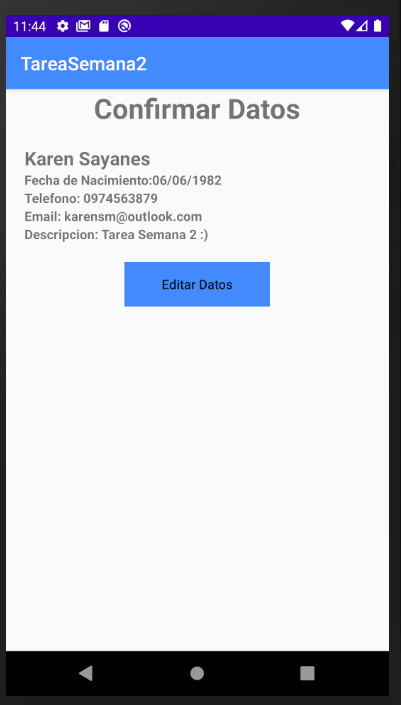 11:44
TareaSemana2
Confirmar Datos
Karen Sayanes
Fecha de Nacimiento:06/06/1982
Telefono: 0974563879
Email: karensm@outlook.com
Descripcion: Tarea Semana 2 :)
Editar Datos